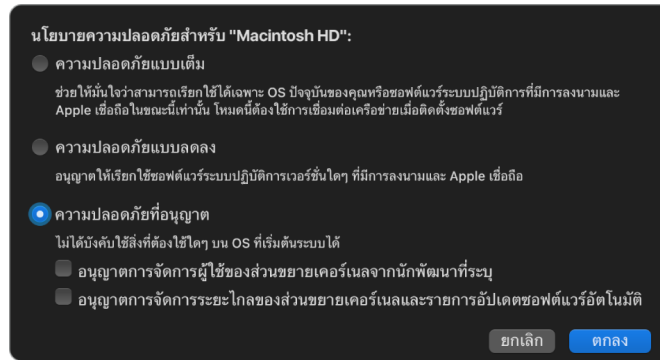 นโยบายความปลอดภัยสำหรับ "Macintosh HD":
ความปลอดภัยแบบเต็ม
ช่วยให้มั่นใจว่าสามารถเรียกใช้ได้เฉพาะ OS ปัจจุบันของคุณหรือซอฟต์แวร์ระบบปฏิบัติการที่มีการลงนามและ
Apple เชื่อถือในขณะนี้เท่านั้น โหมดนี้ต้องใช้การเชื่อมต่อเครือข่ายเมื่อติดตั้งซอฟต์แวร์
ความปลอดภัยแบบลดลง
อนุญาตให้เรียกใช้ซอฟต์แวร์ระบบปฏิบัติการเวอร์ชั่นใดๆ ที่มีการลงนามและ Apple เชื่อถือ
ความปลอดภัยที่อนุญาต
ไม่ได้บังคับใช้สิ่งที่ต้องใช้ใดๆ บน OS ที่เริ่มต้นระบบได้
อนุญาตการจัดการผู้ใช้ของส่วนขยายเคอร์เนลจากนักพัฒนาที่ระบุ
อนุญาตการจัดการระยะไกลของส่วนขยายเคอร์เนลและรายการอัปเดตซอฟต์แวร์อัตโนมัติ
ยกเลิก ตกลง